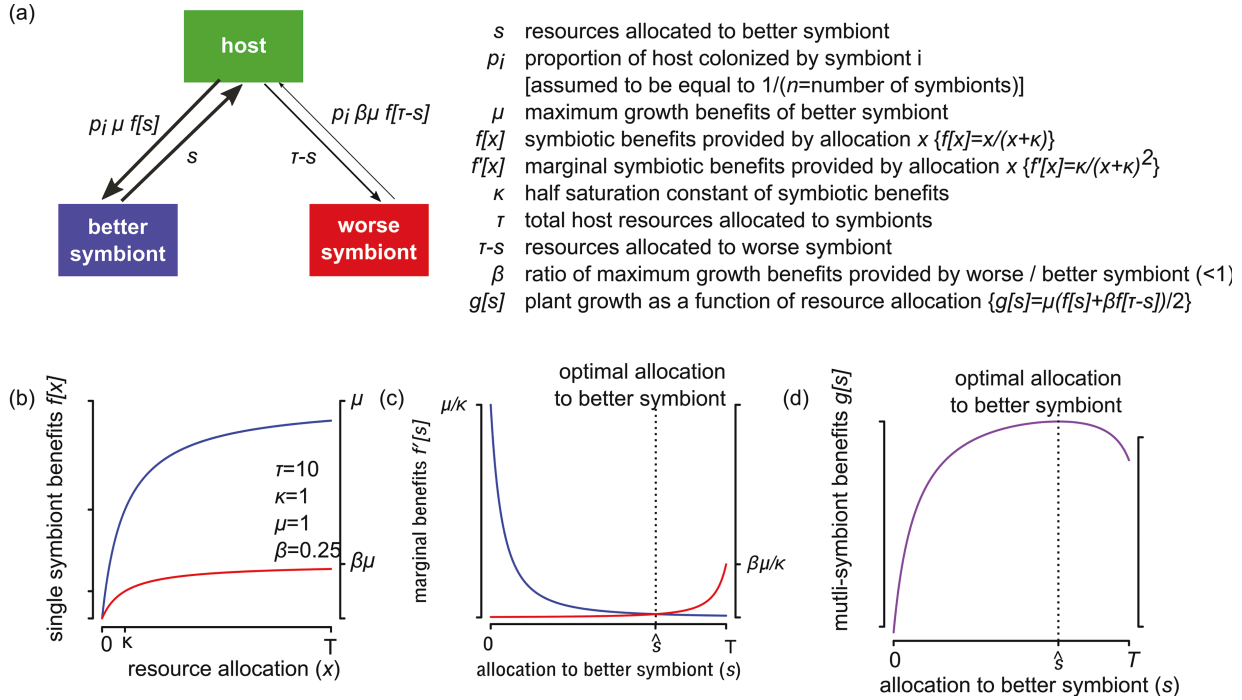 (a)
host
p_i μ f[s]
s
τ-s
p_i βμ f[τ-s]
better
symbiont
worse
symbiont
s resources allocated to better symbiont
p_i proportion of host colonized by symbiont i
[assumed to be equal to 1/(n=number of symbionts)]
μ maximum growth benefits of better symbiont
f[x] symbiotic benefits provided by allocation x {f[x]=x/(x+κ)}
f'[x] marginal symbiotic benefits provided by allocation x {f'[x]=κ/(x+κ)^2}
κ half saturation constant of symbiotic benefits
τ total host resources allocated to symbionts
τ-s resources allocated to worse symbiont
β ratio of maximum growth benefits provided by worse / better symbiont (<1)
g[s] plant growth as a function of resource allocation {g[s]=μ(f[s]+βf[τ-s])/2}
(b)
single symbiont benefits f[x]
μ
τ=10
κ=1
μ=1
β=0.25
βμ
0 κ T
resource allocation (x)
(c)
optimal allocation
to better symbiont
marginal benefits f'[s]
μ/κ
βμ/κ
0 ŝ T
allocation to better symbiont (s)
(d)
optimal allocation
to better symbiont
mutli-symbiont benefits g[s]
0 ŝ T
allocation to better symbiont (s)